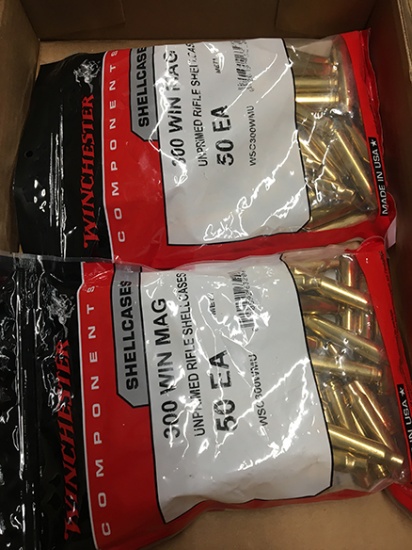 WINCHESTER
COMPONENTS
SHELLCASES
300 WIN MAG
UNPRIMED RIFLE SHELLCASES
50 EA
WSC300WMU
MADE IN USA
WINCHESTER
COMPONENTS
SHELLCASES
300 WIN MAG
UNPRIMED RIFLE SHELLCASES
50 EA
WSC300WMU
IN USA